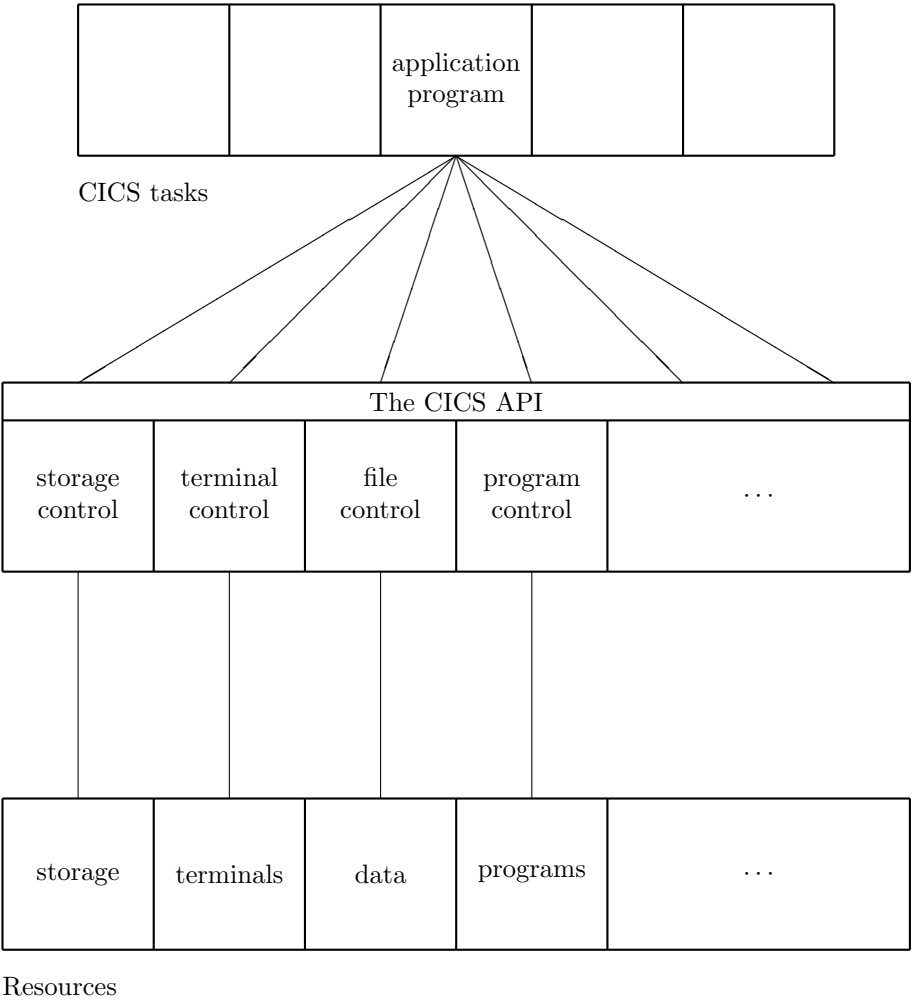 application
program
CICS tasks
The CICS API
storage
control
terminal
control
file
control
program
control
...
storage
terminals
data
programs
...
Resources